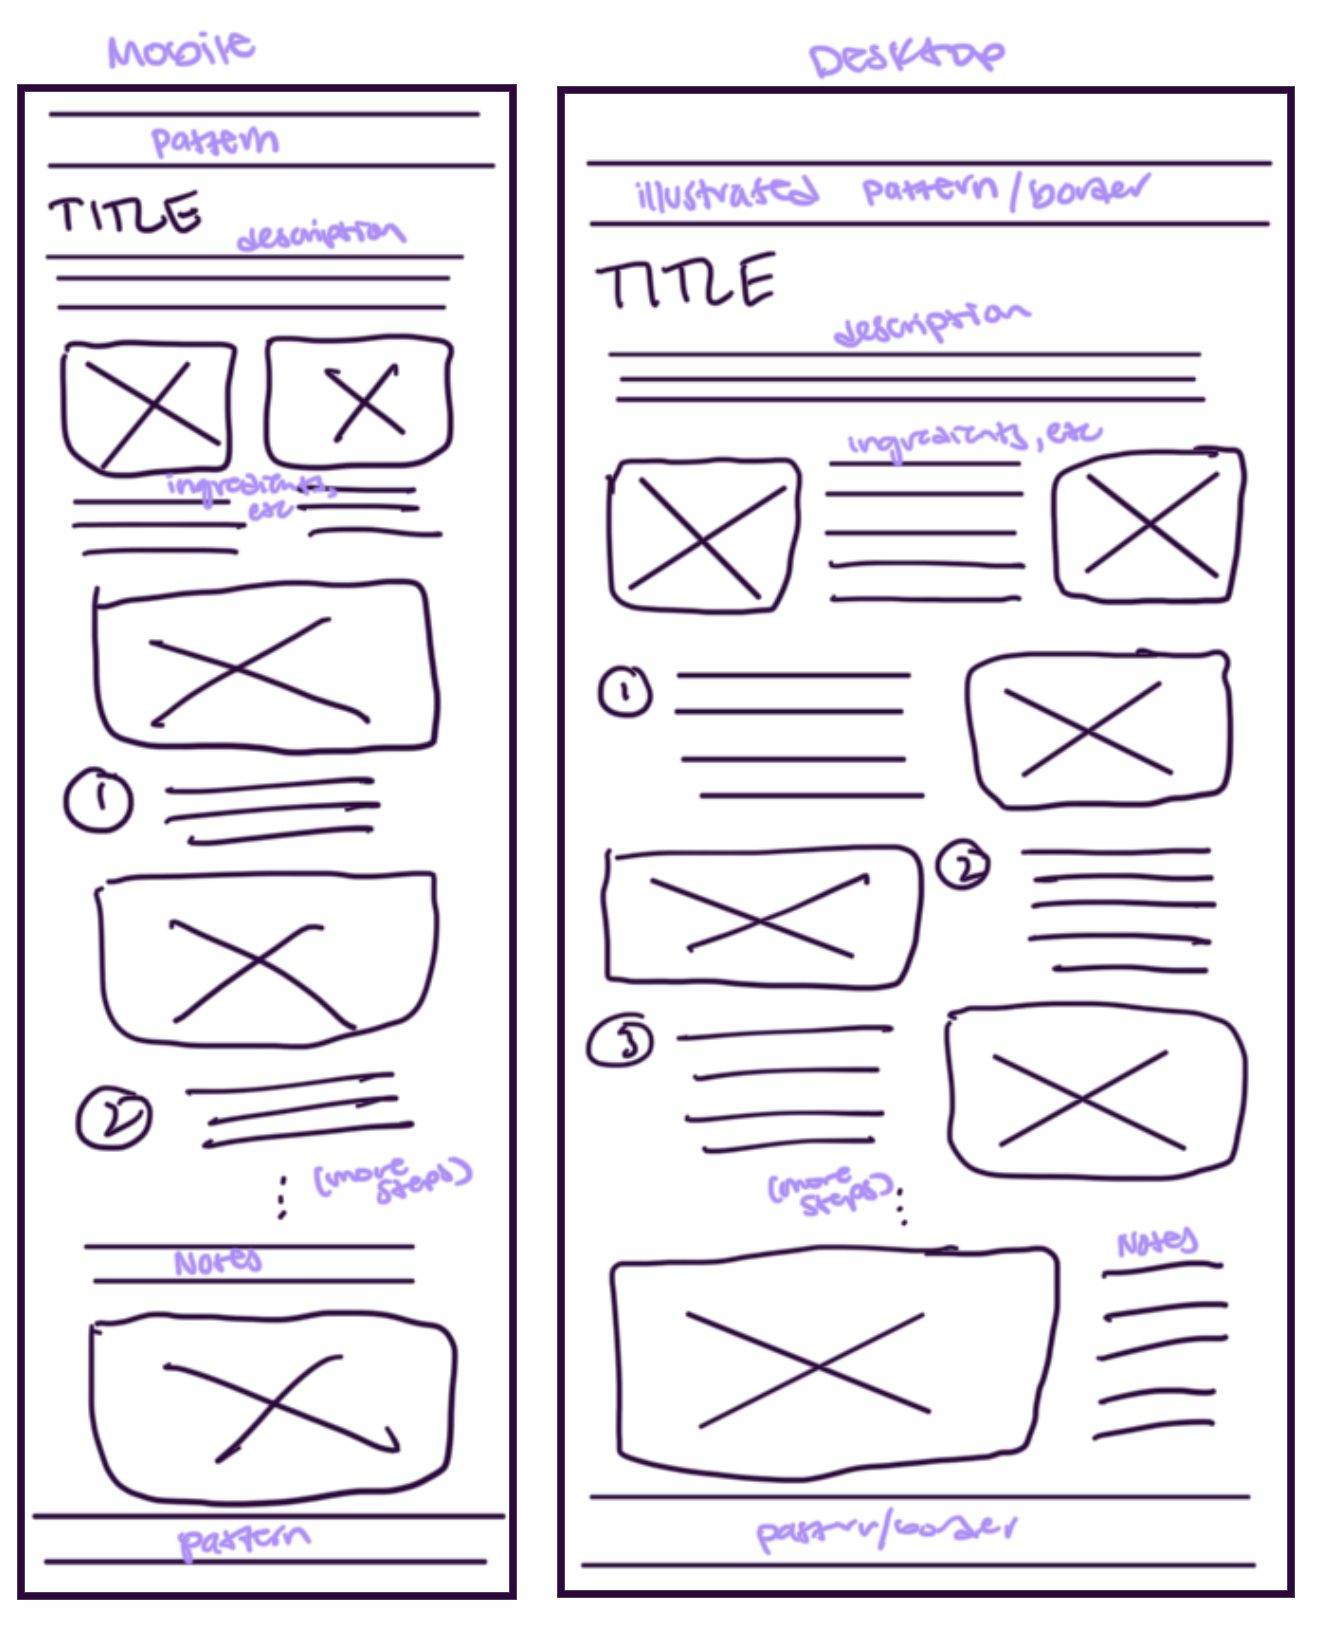 Mobile
pattern
TITLE
description
ingredients,
etc
1
2
(more
steps)
Notes
pattern
Desktop
illustrated pattern/border
TITLE
description
ingredients, etc
1
2
3
(more
steps)
Notes
pattern/border